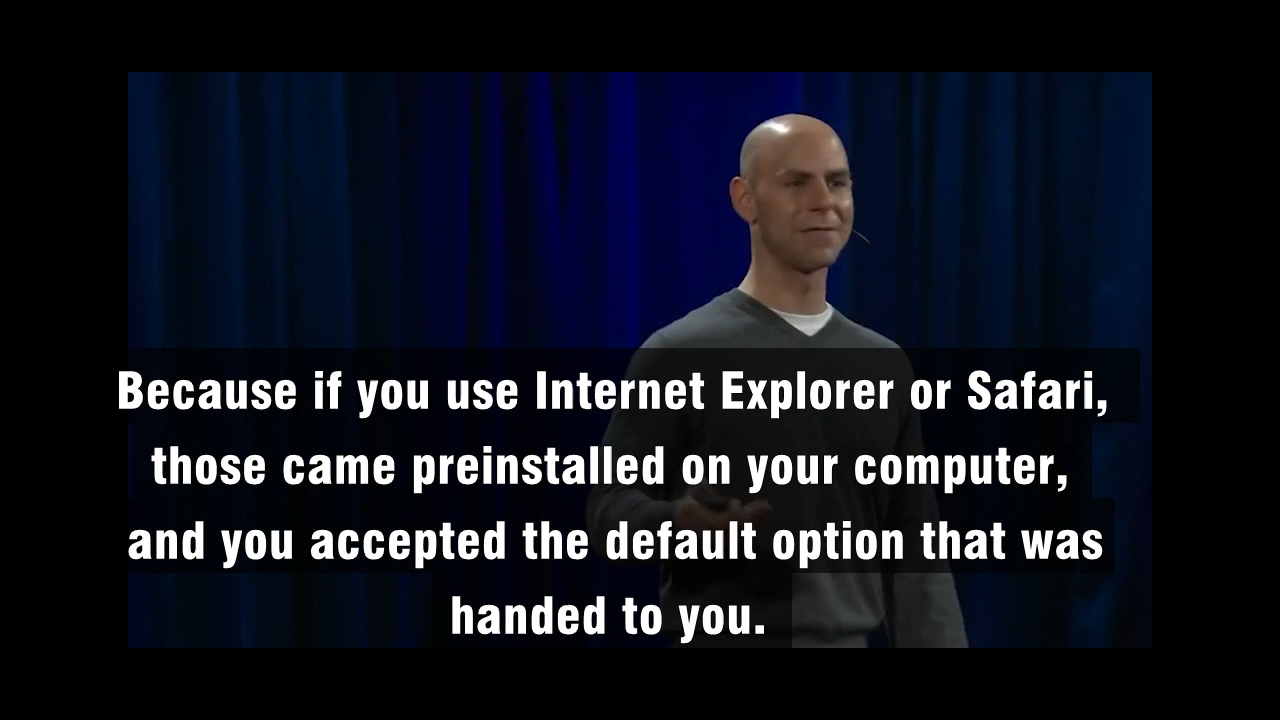 Because if you use Internet Explorer or Safari,
those came preinstalled on your computer,
and you accepted the default option that was
handed to you.